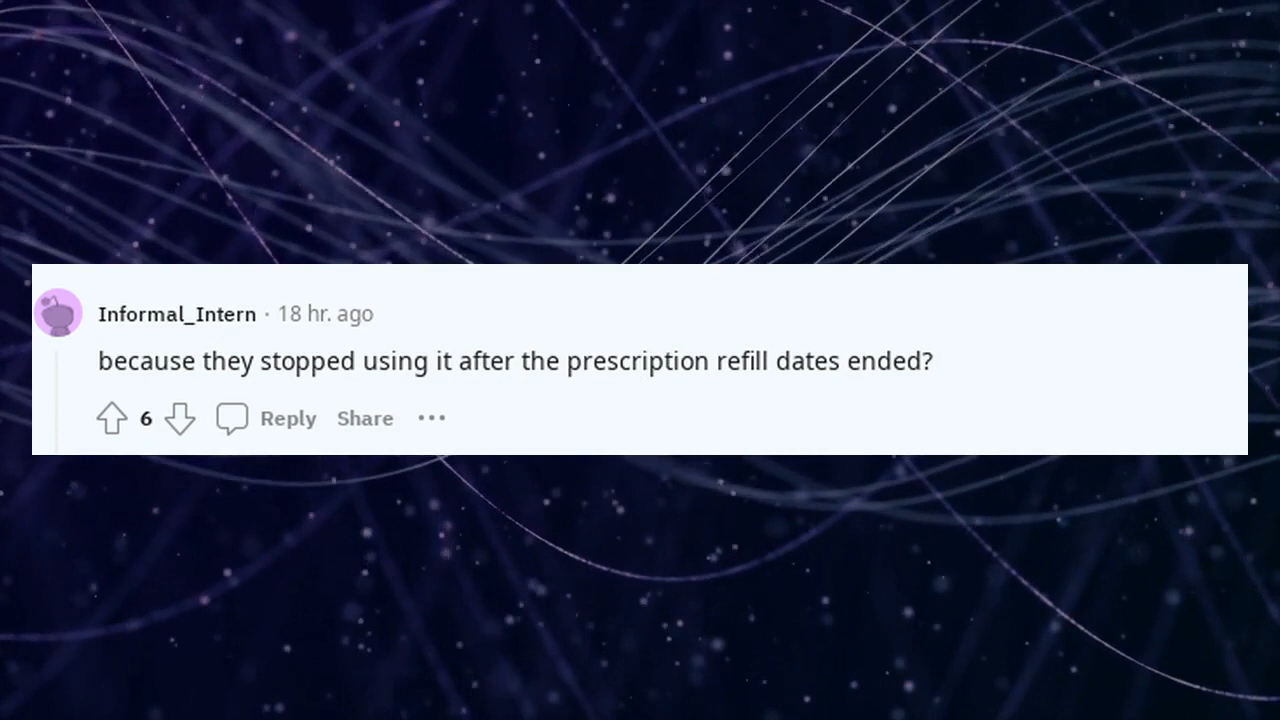 Informal_Intern · 18 hr. ago
because they stopped using it after the prescription refill dates ended?
6 Reply Share ···